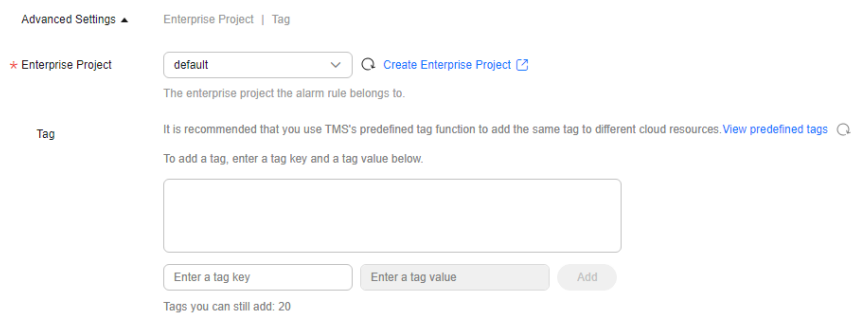 Advanced Settings ▲ Enterprise Project | Tag
* Enterprise Project default Create Enterprise Project
The enterprise project the alarm rule belongs to.
Tag It is recommended that you use TMS's predefined tag function to add the same tag to different cloud resources. View predefined tags
To add a tag, enter a tag key and a tag value below.
Enter a tag key Enter a tag value Add
Tags you can still add: 20